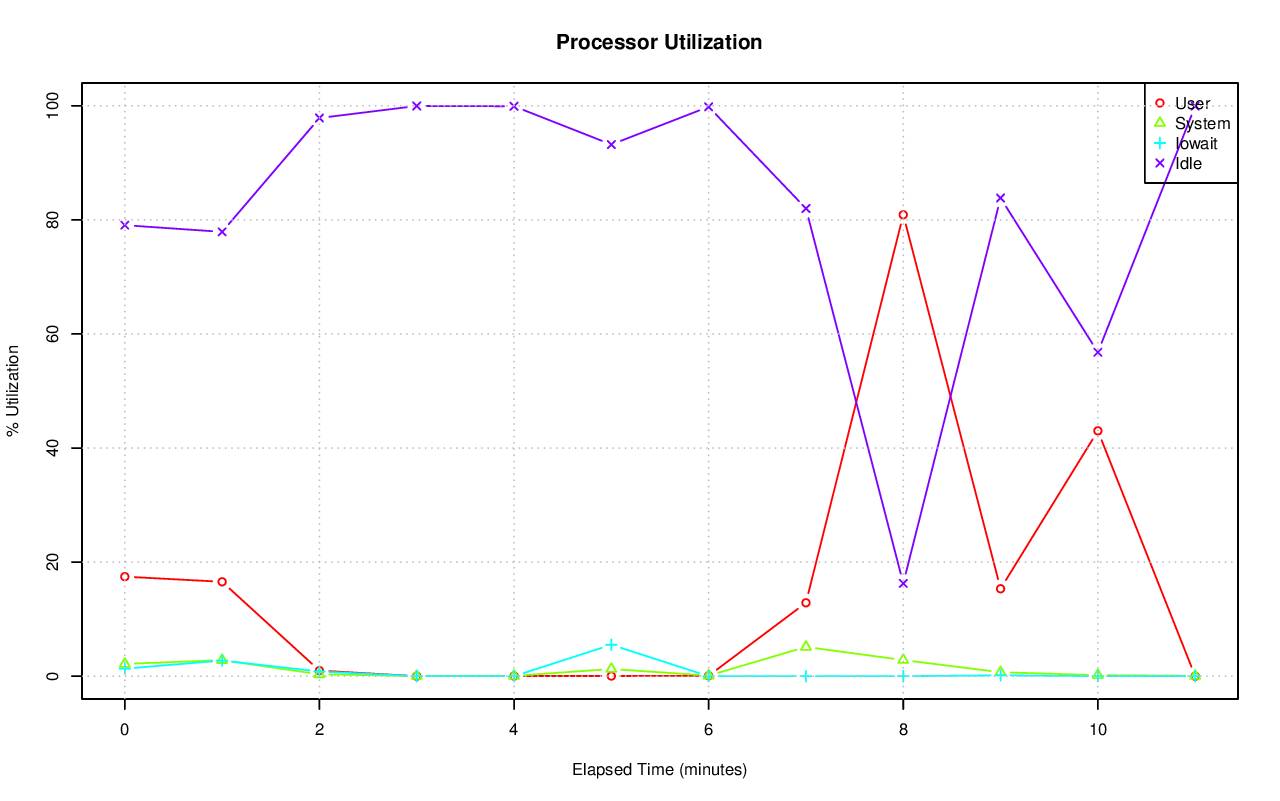 Processor Utilization
100
80
60
40
20
0
% Utilization
User
System
Iowait
Idle
0 2 4 6 8 10
Elapsed Time (minutes)